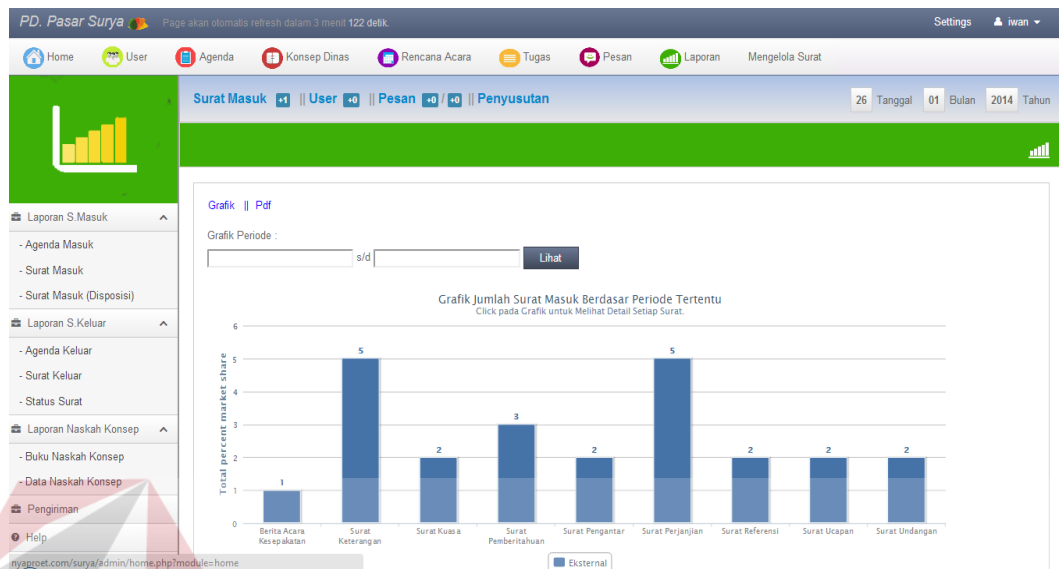 PD. Pasar Surya Page akan otomatis refresh dalam 3 menit 122 detik. Settings iwan
Home User Agenda Konsep Dinas Rencana Acara Tugas Pesan Laporan Mengelola Surat
Surat Masuk +1 || User +0 || Pesan +0 / +0 || Penyusutan 26 Tanggal 01 Bulan 2014 Tahun
Laporan S.Masuk
- Agenda Masuk
- Surat Masuk
- Surat Masuk (Disposisi)
Laporan S.Keluar
- Agenda Keluar
- Surat Keluar
- Status Surat
Laporan Naskah Konsep
- Buku Naskah Konsep
- Data Naskah Konsep
Pengiriman
Help
nyaproet.com/surya/admin/home.php?module=home
Grafik || Pdf
Grafik Periode :
s/d Lihat
Grafik Jumlah Surat Masuk Berdasar Periode Tertentu
Click pada Grafik untuk Melihat Detail Setiap Surat.
Total percent market share
6
5
4
3
2
1
0
1 5 2 3 2 5 2 2 2
Berita Acara Kesepakatan
Surat Keterangan
Surat Kuasa
Surat Pemberitahuan
Surat Pengantar
Surat Perjanjian
Surat Referensi
Surat Ucapan
Surat Undangan
Eksternal